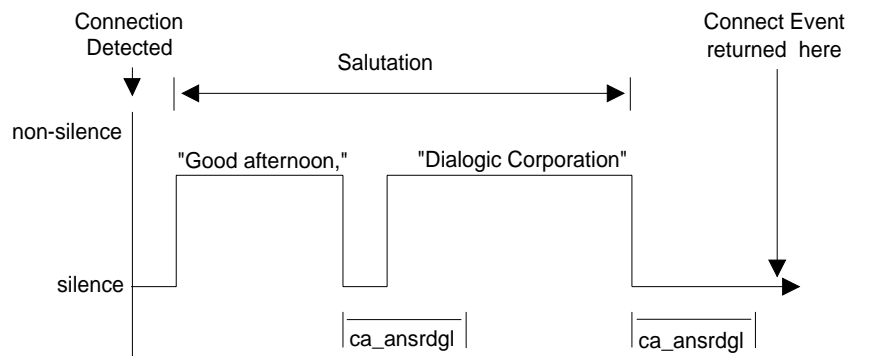 Connection
Detected
Connect Event
returned here
Salutation
non-silence
"Good afternoon,"
"Dialogic Corporation"
silence
ca_ansrdgl
ca_ansrdgl